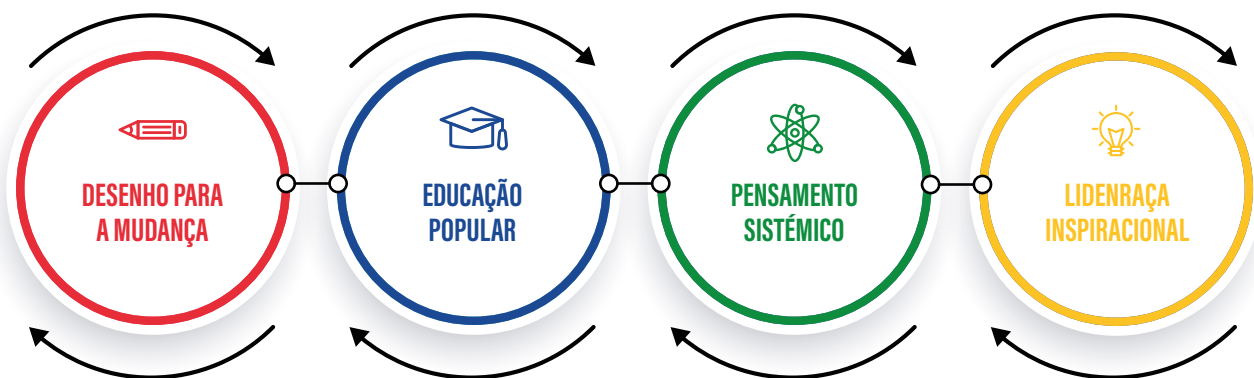 DESENHO PARA
A MUDANÇA
EDUCAÇÃO
POPULAR
PENSAMENTO
SISTÉMICO
LIDENRAÇA
INSPIRACIONAL